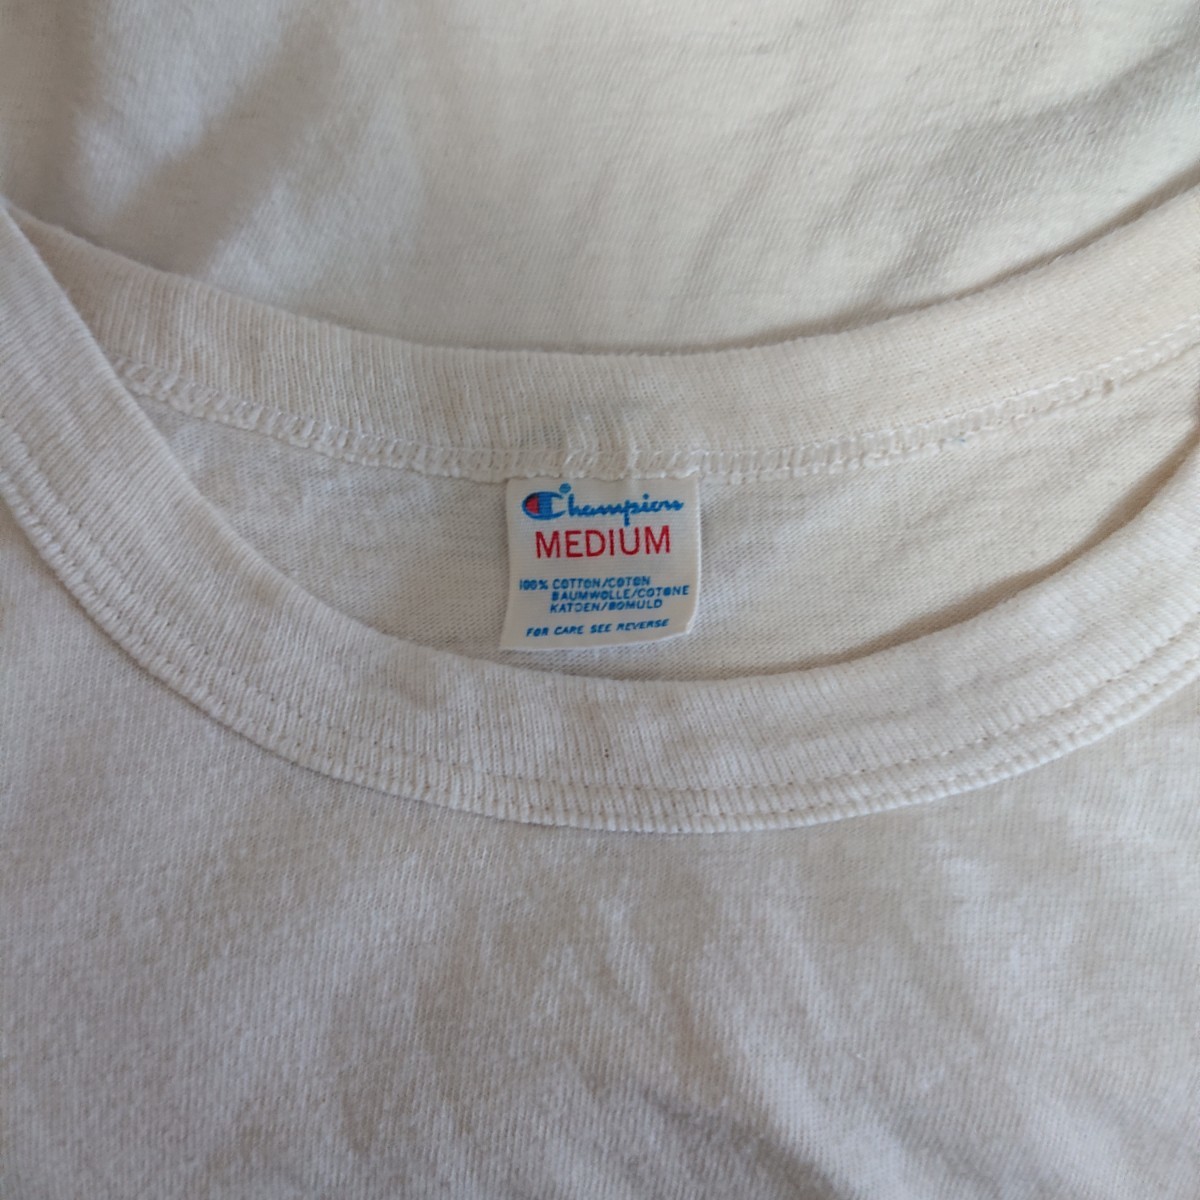 Champion®
MEDIUM
100% COTTON/COTON
BAUMWOLLE/COTONE
KATOEN/BOMULD
FOR CARE SEE REVERSE